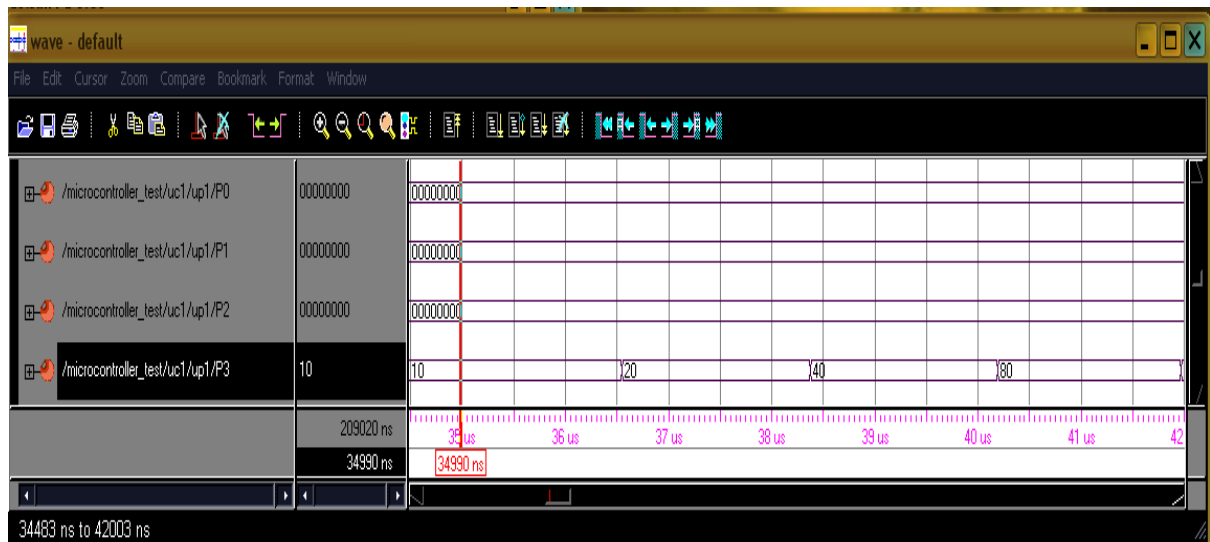 wave - default
File Edit Cursor Zoom Compare Bookmark Format Window
/microcontroller_test/uc1/up1/P0 00000000 00000000
/microcontroller_test/uc1/up1/P1 00000000 00000000
/microcontroller_test/uc1/up1/P2 00000000 00000000
/microcontroller_test/uc1/up1/P3 10 10 20 40 80
209020 ns 35 us 36 us 37 us 38 us 39 us 40 us 41 us 42
34990 ns 34990 ns
34483 ns to 42003 ns